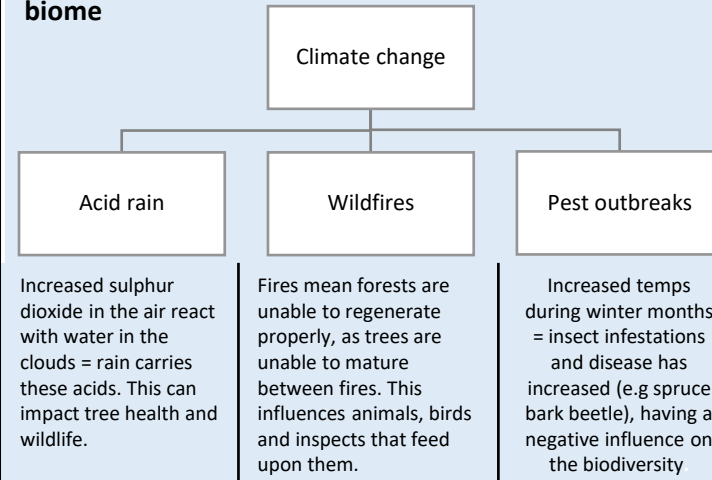 biome
Climate change
Acid rain
Wildfires
Pest outbreaks
Increased sulphur
dioxide in the air react
with water in the
clouds = rain carries
these acids. This can
impact tree health and
wildlife.
Fires mean forests are
unable to regenerate
properly, as trees are
unable to mature
between fires. This
influences animals, birds
and inspects that feed
upon them.
Increased temps
during winter months
= insect infestations
and disease has
increased (e.g spruce
bark beetle), having a
negative influence on
the biodiversity